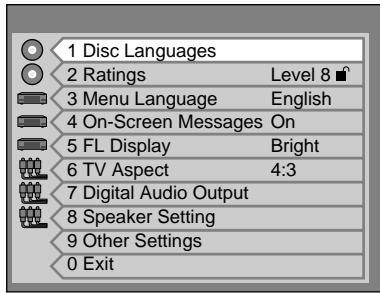 1 Disc Languages
2 Ratings Level 8
3 Menu Language English
4 On-Screen Messages On
5 FL Display Bright
6 TV Aspect 4:3
7 Digital Audio Output
8 Speaker Setting
9 Other Settings
0 Exit